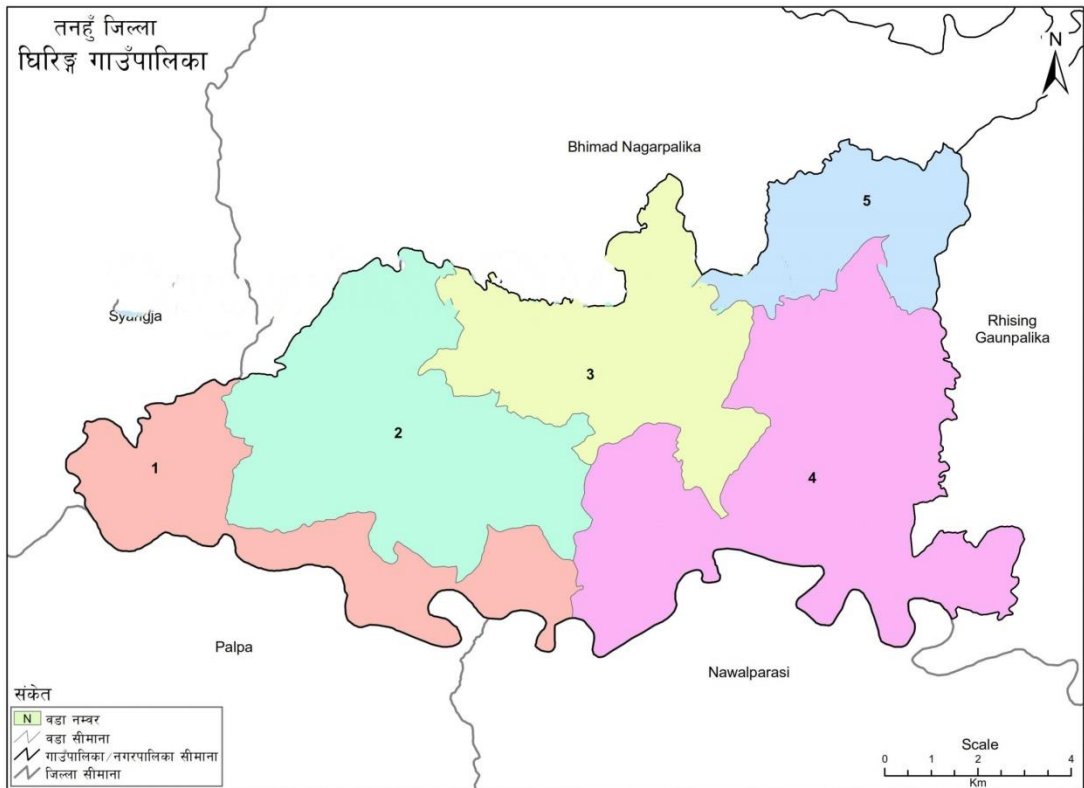 तनहुँ जिल्ला
घिरिङ्ग गाउँपालिका
N
Bhimad Nagarpalika
5
Syangja
Rhising
Gaunpalika
3
2
1
4
Palpa
Nawalparasi
संकेत
N वडा नम्वर
वडा सीमाना
गाउँपालिका/नगरपालिका सीमाना
जिल्ला सीमाना
Scale
0 1 2 4
Km